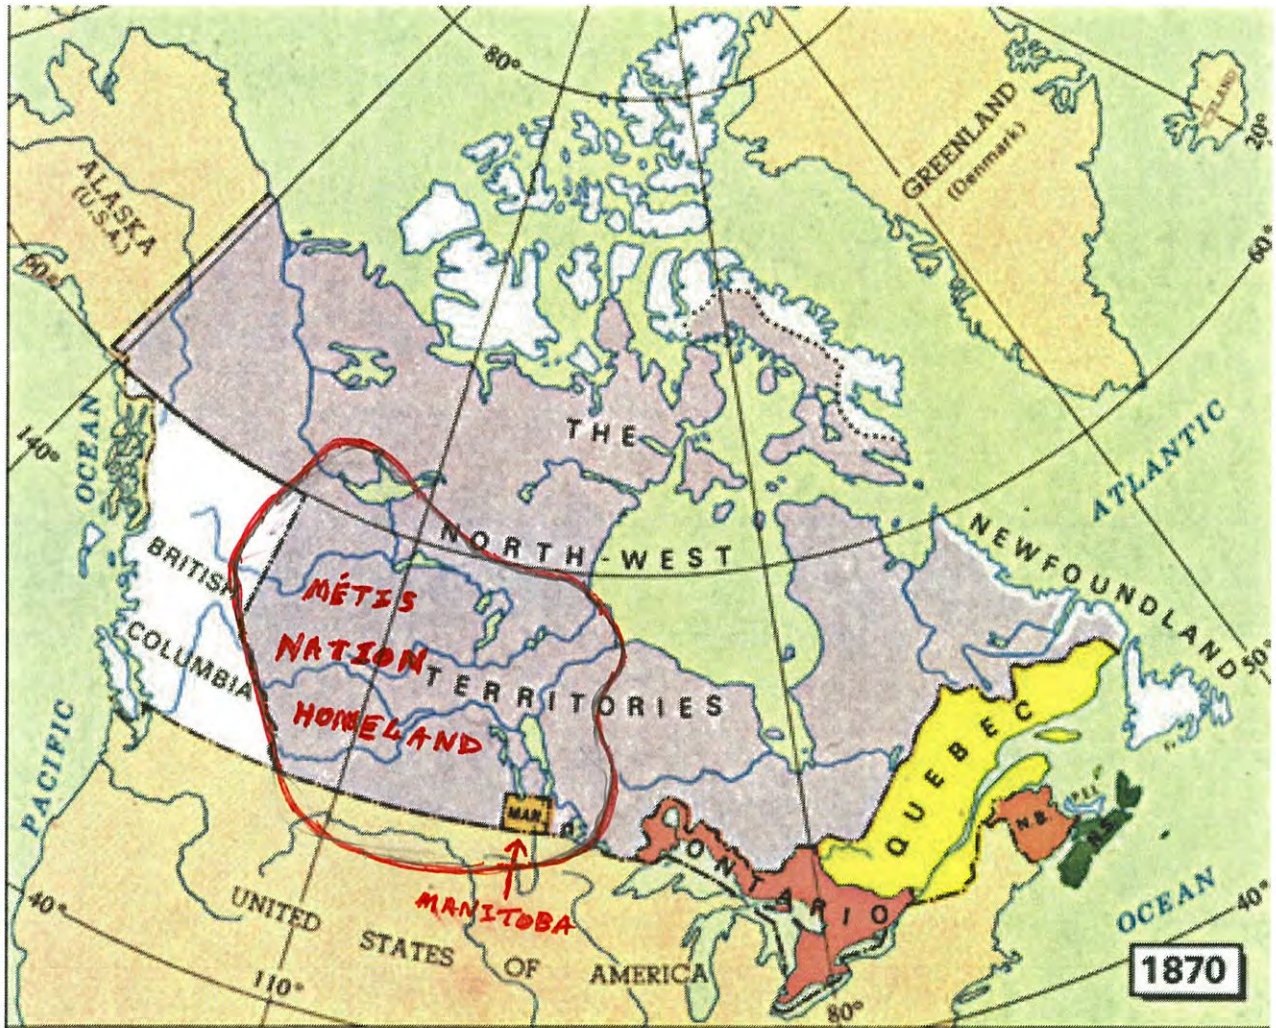 80°
ICELAND
20°
GREENLAND
(Denmark)
ALASKA
(U.S.A.)
60°
60°
140°
OCEAN
THE
ATLANTIC
NORTH-WEST
NEWFOUNDLAND
BRITISH
MÉTIS
COLUMBIA
NATION
TERRITORIES
50°
HOMELAND
PACIFIC
QUEBEC
MAN.
P.E.I.
N.B.
N.S.
ONTARIO
MANITOBA
40°
UNITED
STATES
OF
AMERICA
OCEAN
40°
110°
80°
1870